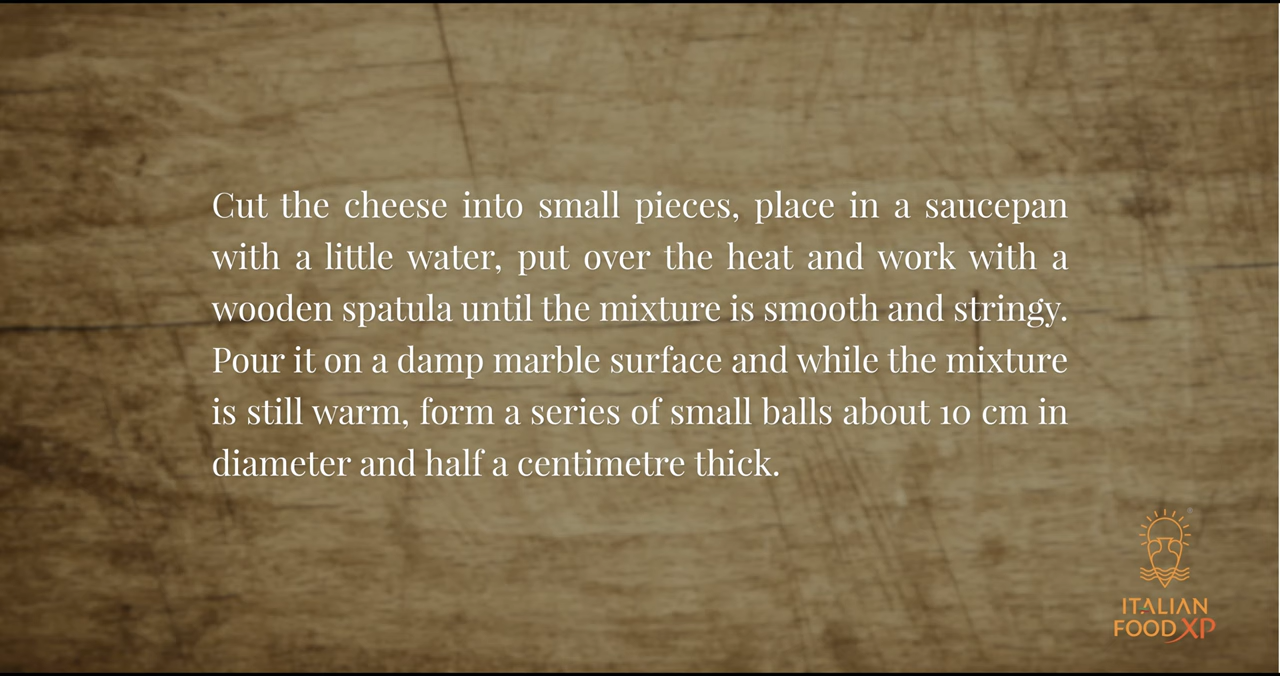 Cut the cheese into small pieces, place in a saucepan
with a little water, put over the heat and work with a
wooden spatula until the mixture is smooth and stringy.
Pour it on a damp marble surface and while the mixture
is still warm, form a series of small balls about 10 cm in
diameter and half a centimetre thick.
®
ITALIAN
FOOD XP